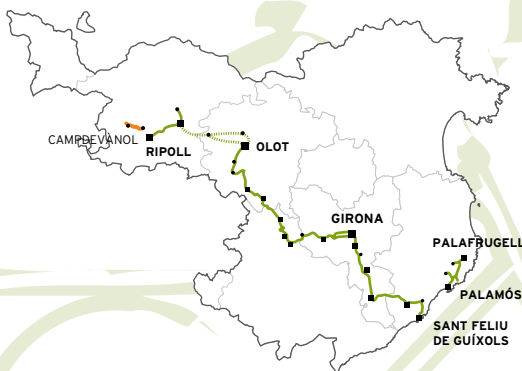 CAMPDEVÀNOL
RIPOLL
OLOT
GIRONA
PALAFRUGELL
PALAMÓS
SANT FELIU
DE GUÍXOLS